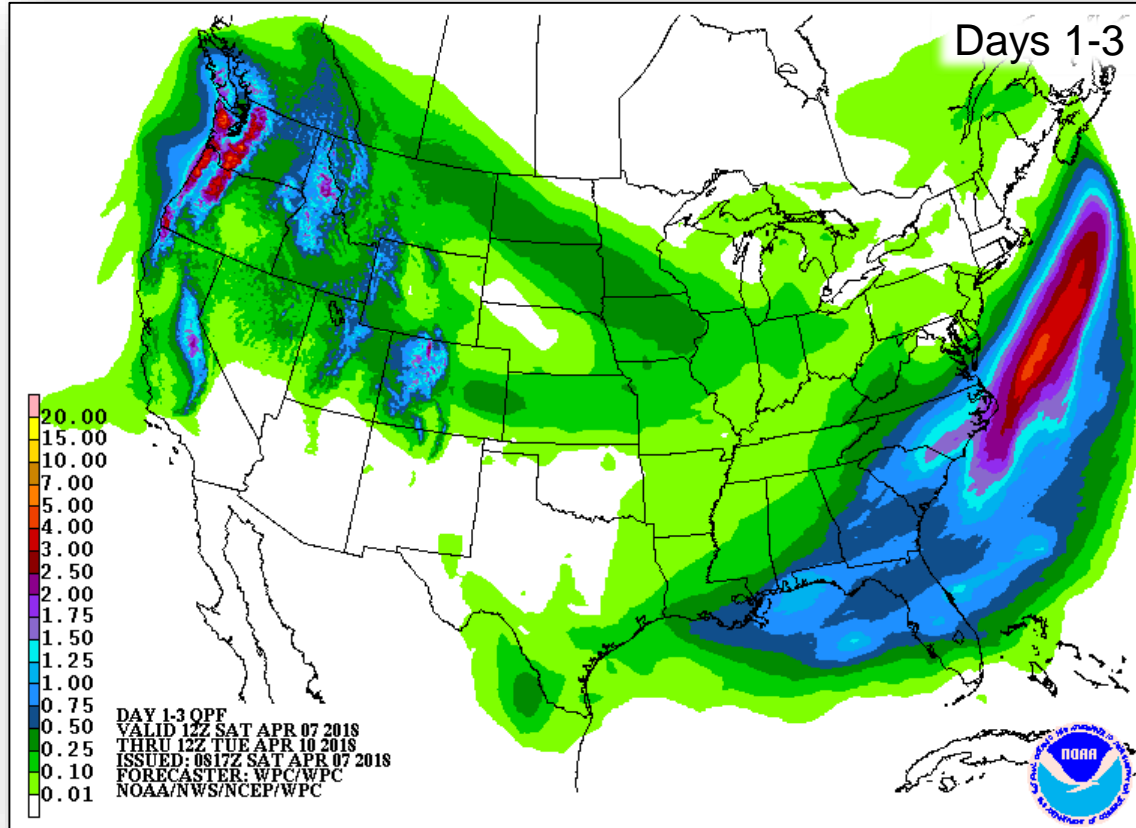 Days 1-3
20.00
15.00
10.00
7.00
5.00
4.00
3.00
2.50
2.00
1.75
1.50
1.25
1.00
0.75
0.50
0.25
0.10
0.01
DAY 1-3 QPF
VALID 12Z SAT APR 07 2018
THRU 12Z TUE APR 10 2018
ISSUED: 0817Z SAT APR 07 2018
FORECASTER: WPC/WPC
NOAA/NWS/NCEP/WPC
NOAA